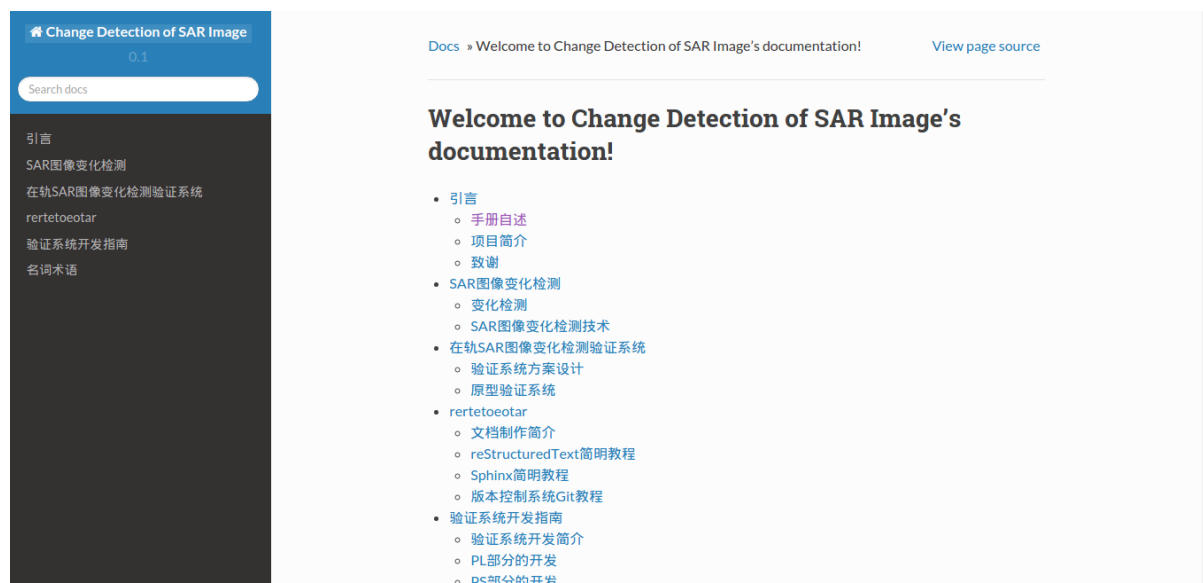 Change Detection of SAR Image
0.1
Search docs
引言
SAR图像变化检测
在轨SAR图像变化检测验证系统
rertetoeotar
验证系统开发指南
名词术语
Docs » Welcome to Change Detection of SAR Image’s documentation! View page source
Welcome to Change Detection of SAR Image’s
documentation!
引言
手册自述
项目简介
致谢
SAR图像变化检测
变化检测
SAR图像变化检测技术
在轨SAR图像变化检测验证系统
验证系统方案设计
原型验证系统
rertetoeotar
文档制作简介
reStructuredText简明教程
Sphinx简明教程
版本控制系统Git教程
验证系统开发指南
验证系统开发简介
PL部分的开发
PS部分的开发